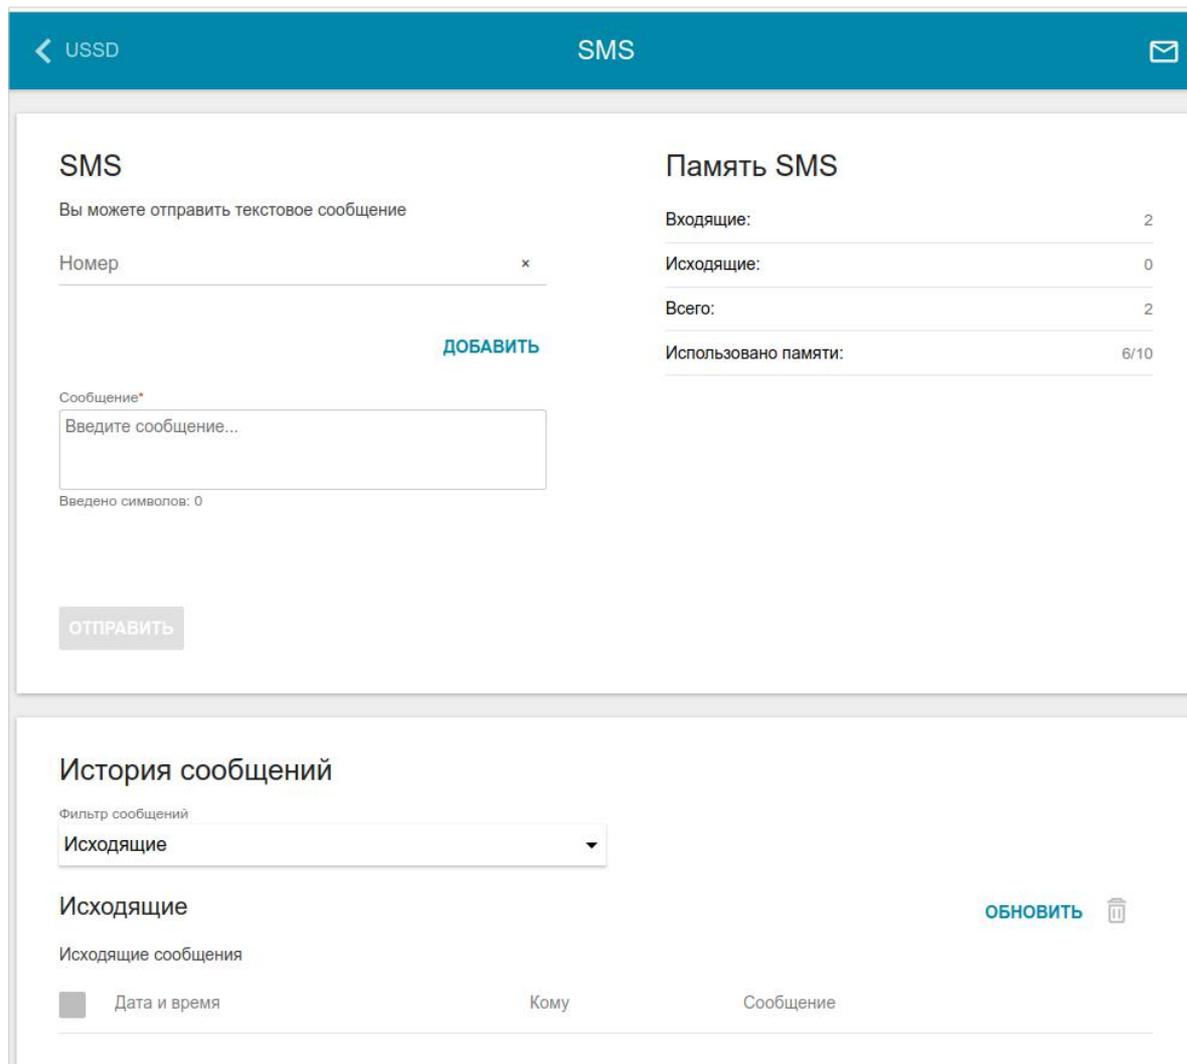 USSD
SMS
SMS
Вы можете отправить текстовое сообщение
Номер ×
ДОБАВИТЬ
Сообщение*
Введите сообщение...
Введено символов: 0
ОТПРАВИТЬ
Память SMS
Входящие: 2
Исходящие: 0
Всего: 2
Использовано памяти: 6/10
История сообщений
Фильтр сообщений
Исходящие
Исходящие
ОБНОВИТЬ
Исходящие сообщения
Дата и время Кому Сообщение